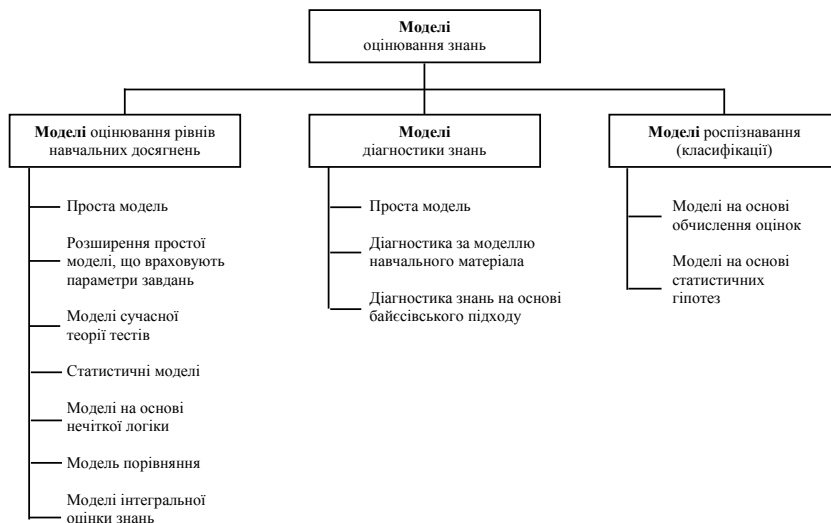 Моделі
оцінювання знань
Моделі оцінювання рівнів
навчальних досягнень
Проста модель
Розширення простої
моделі, що враховують
параметри завдань
Моделі сучасної
теорії тестів
Статистичні моделі
Моделі на основі
нечіткої логіки
Модель порівняння
Моделі інтегральної
оцінки знань
Моделі
діагностики знань
Проста модель
Діагностика за моделлю
навчального матеріала
Діагностика знань на основі
байєсівського підходу
Моделі роспізнавання
(класифікації)
Моделі на основі
обчислення оцінок
Моделі на основі
статистичних
гіпотез